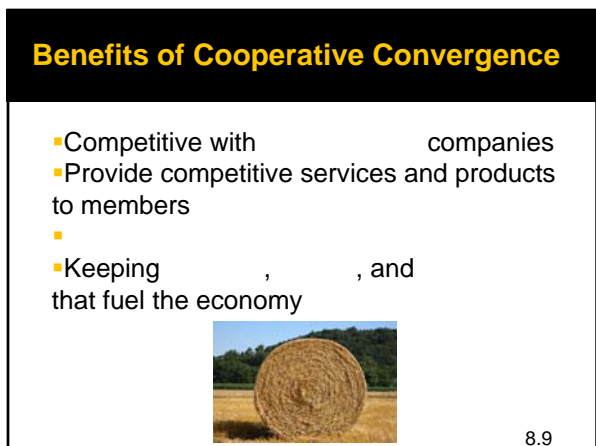 Benefits of Cooperative Convergence
▪Competitive with companies
▪Provide competitive services and products
to members
▪
▪Keeping , , and
that fuel the economy
8.9